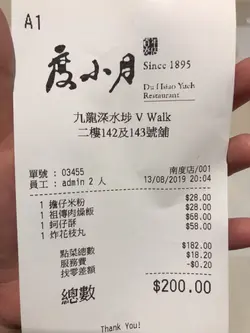 A1
度小月
Since 1895
Du Hsiao Yueh
Restaurant
九龍深水埗 V Walk
二樓142及143號舖
單號 : 03455
南度店/001
員工 : admin 2 人
13/08/2019 20:04
1 擔仔米粉 $28.00
1 祖傳肉燥飯 $28.00
1 蚵仔酥 $68.00
1 炸花枝丸 $58.00
點菜總數 $182.00
服務費 $18.20
找零差額 -$0.20
總數 $200.00
Thank You!